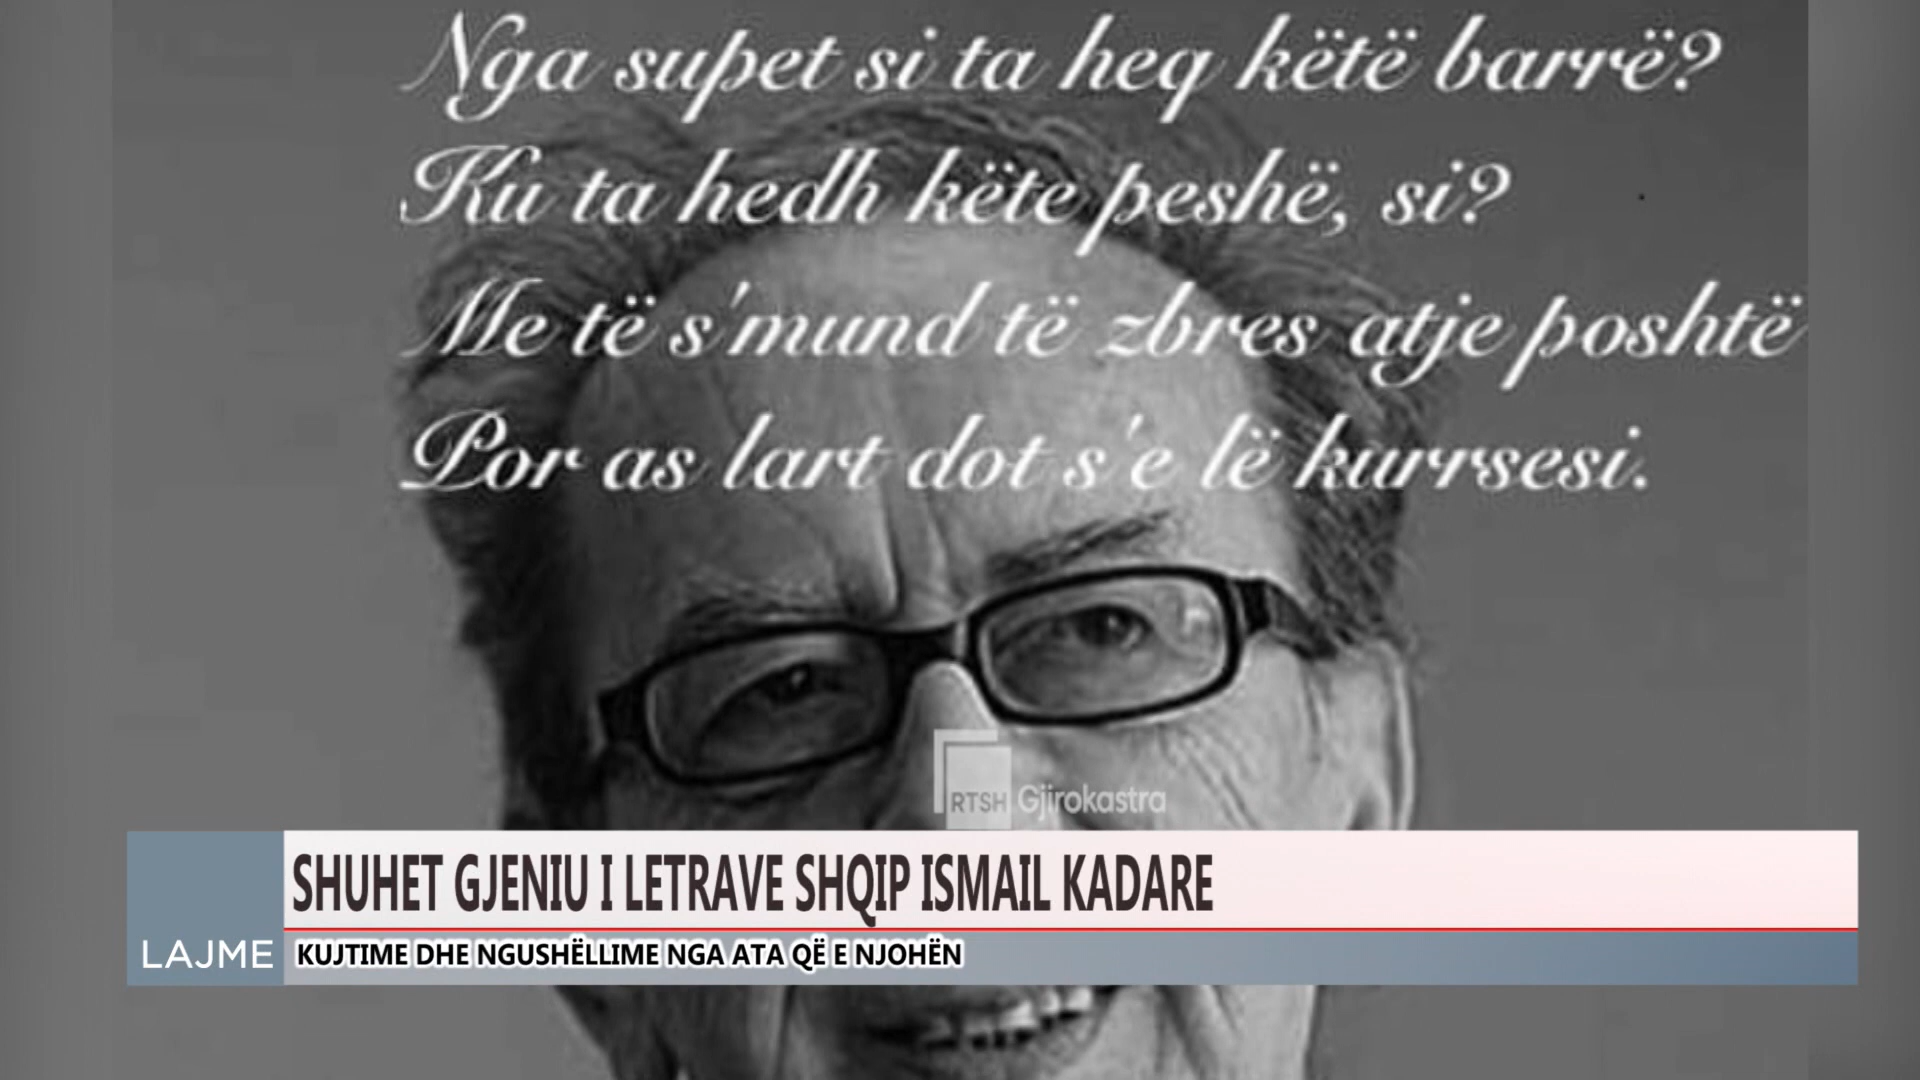 Nga supet si ta heq këtë barrë?
Ku ta hedh këte peshë, si?
Me të s'mund të zbres atje poshtë
Por as lart dot s'e lë kurrsesi.
RTSH Gjirokastra
SHUHET GJENIU I LETRAVE SHQIP ISMAIL KADARE
LAJME KUJTIME DHE NGUSHËLLIME NGA ATA QË E NJOHËN